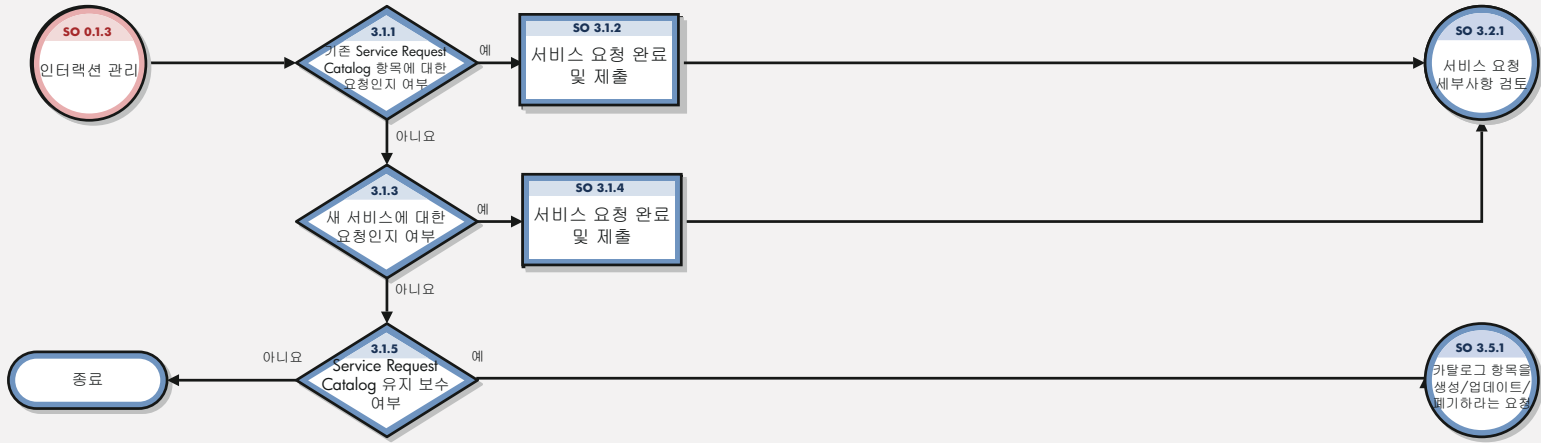 SO 0.1.3
인터랙션 관리
3.1.1
기존 Service Request
Catalog 항목에 대한
요청인지 여부
예
SO 3.1.2
서비스 요청 완료
및 제출
SO 3.2.1
서비스 요청
세부사항 검토
아니요
3.1.3
새 서비스에 대한
요청인지 여부
예
SO 3.1.4
서비스 요청 완료
및 제출
아니요
3.1.5
Service Request
Catalog 유지 보수
여부
아니요
예
종료
SO 3.5.1
카탈로그 항목을
생성/업데이트/
폐기하라는 요청